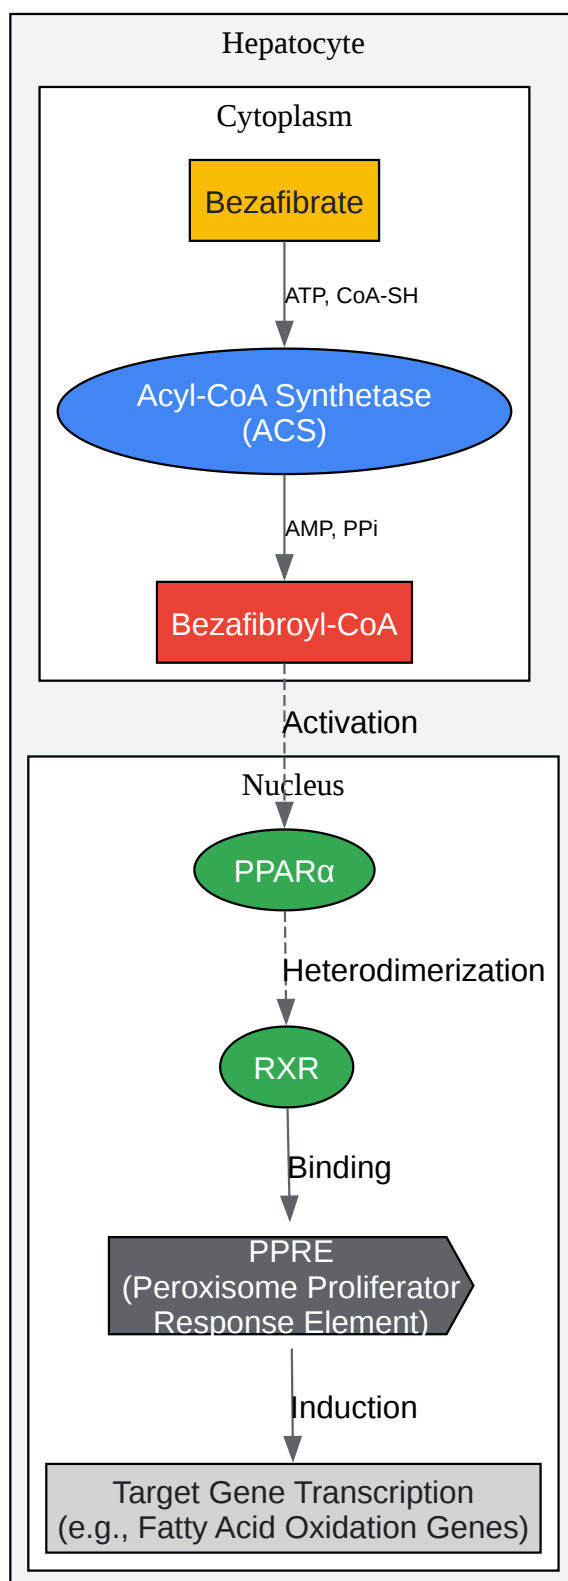 Hepatocyte
Cytoplasm
Bezafibrate
ATP, CoA-SH
Acyl-CoA Synthetase
(ACS)
AMP, PPi
Bezafibroyl-CoA
Activation
Nucleus
PPARα
Heterodimerization
RXR
Binding
PPRE
(Peroxisome Proliferator
Response Element)
Induction
Target Gene Transcription
(e.g., Fatty Acid Oxidation Genes)